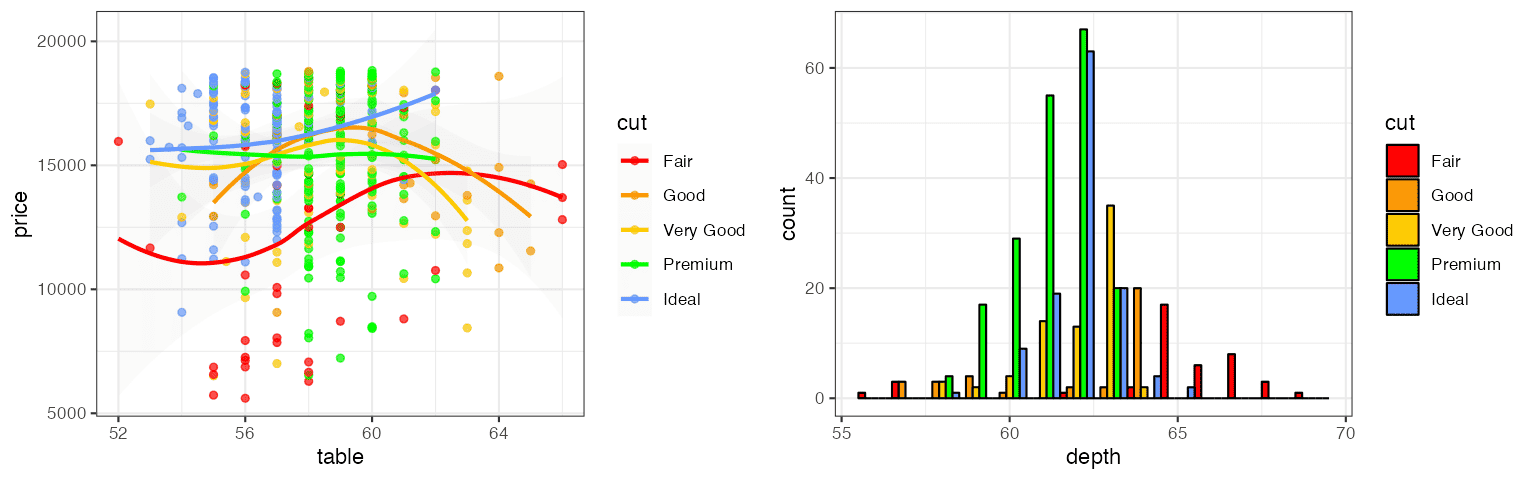 20000
15000
10000
5000
price
52
56
60
64
table
cut
Fair
Good
Very Good
Premium
Ideal
60
40
20
0
count
55
60
65
70
depth
cut
Fair
Good
Very Good
Premium
Ideal